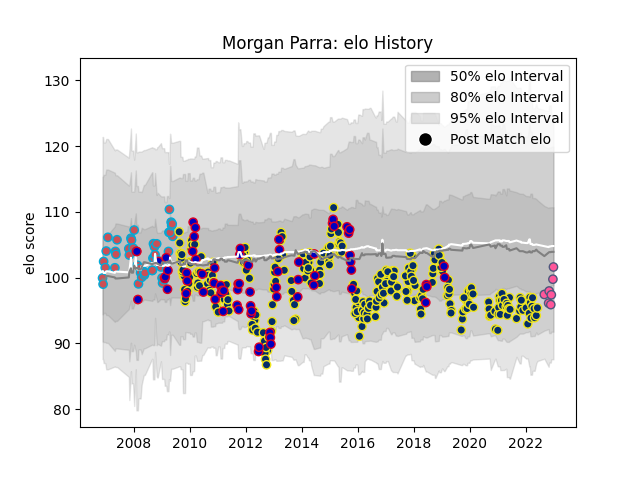 Morgan Parra: elo History
50% elo Interval
80% elo Interval
95% elo Interval
Post Match elo
elo score
130
120
110
100
90
80
2008 2010 2012 2014 2016 2018 2020 2022